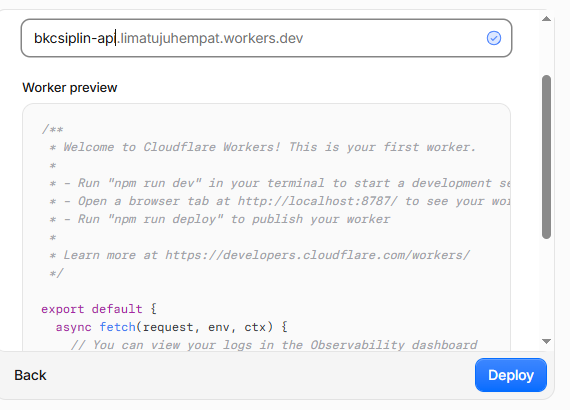 bkcsiplin-api.limatujuhempat.workers.dev
Worker preview
/**
 * Welcome to Cloudflare Workers! This is your first worker.
 *
 * - Run "npm run dev" in your terminal to start a development se
 * - Open a browser tab at http://localhost:8787/ to see your wor
 * - Run "npm run deploy" to publish your worker
 *
 * Learn more at https://developers.cloudflare.com/workers/
 */
export default {
  async fetch(request, env, ctx) {
    // You can view your logs in the Observability dashboard
Back
Deploy